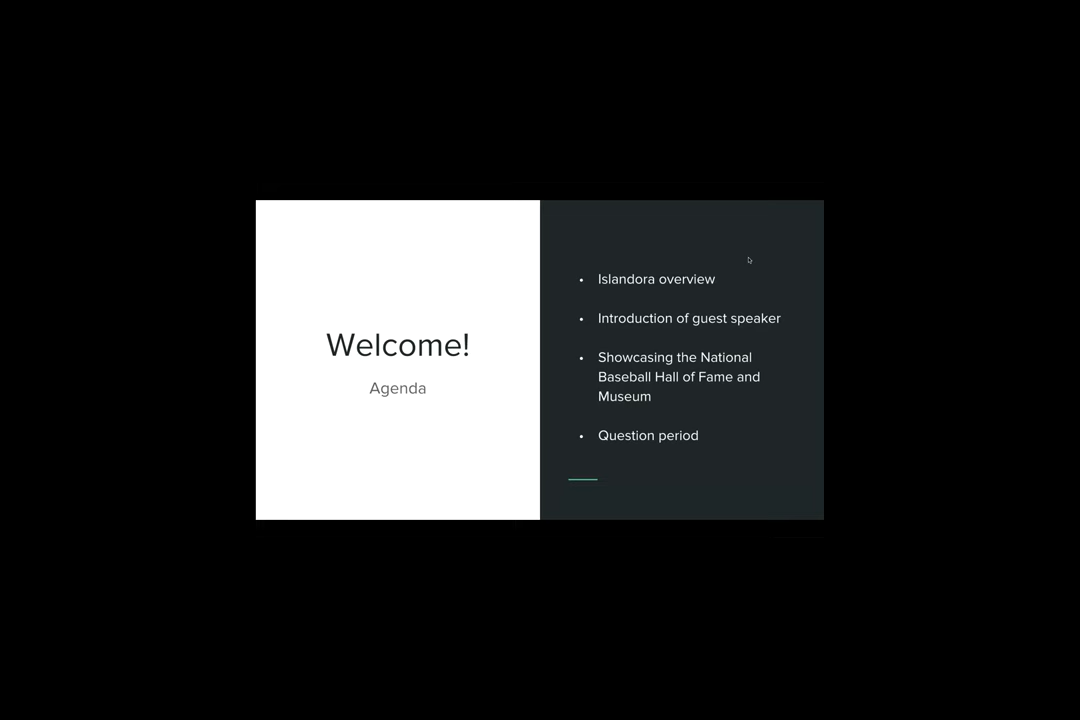 Welcome!
Agenda
• Islandora overview
• Introduction of guest speaker
• Showcasing the National
Baseball Hall of Fame and
Museum
• Question period